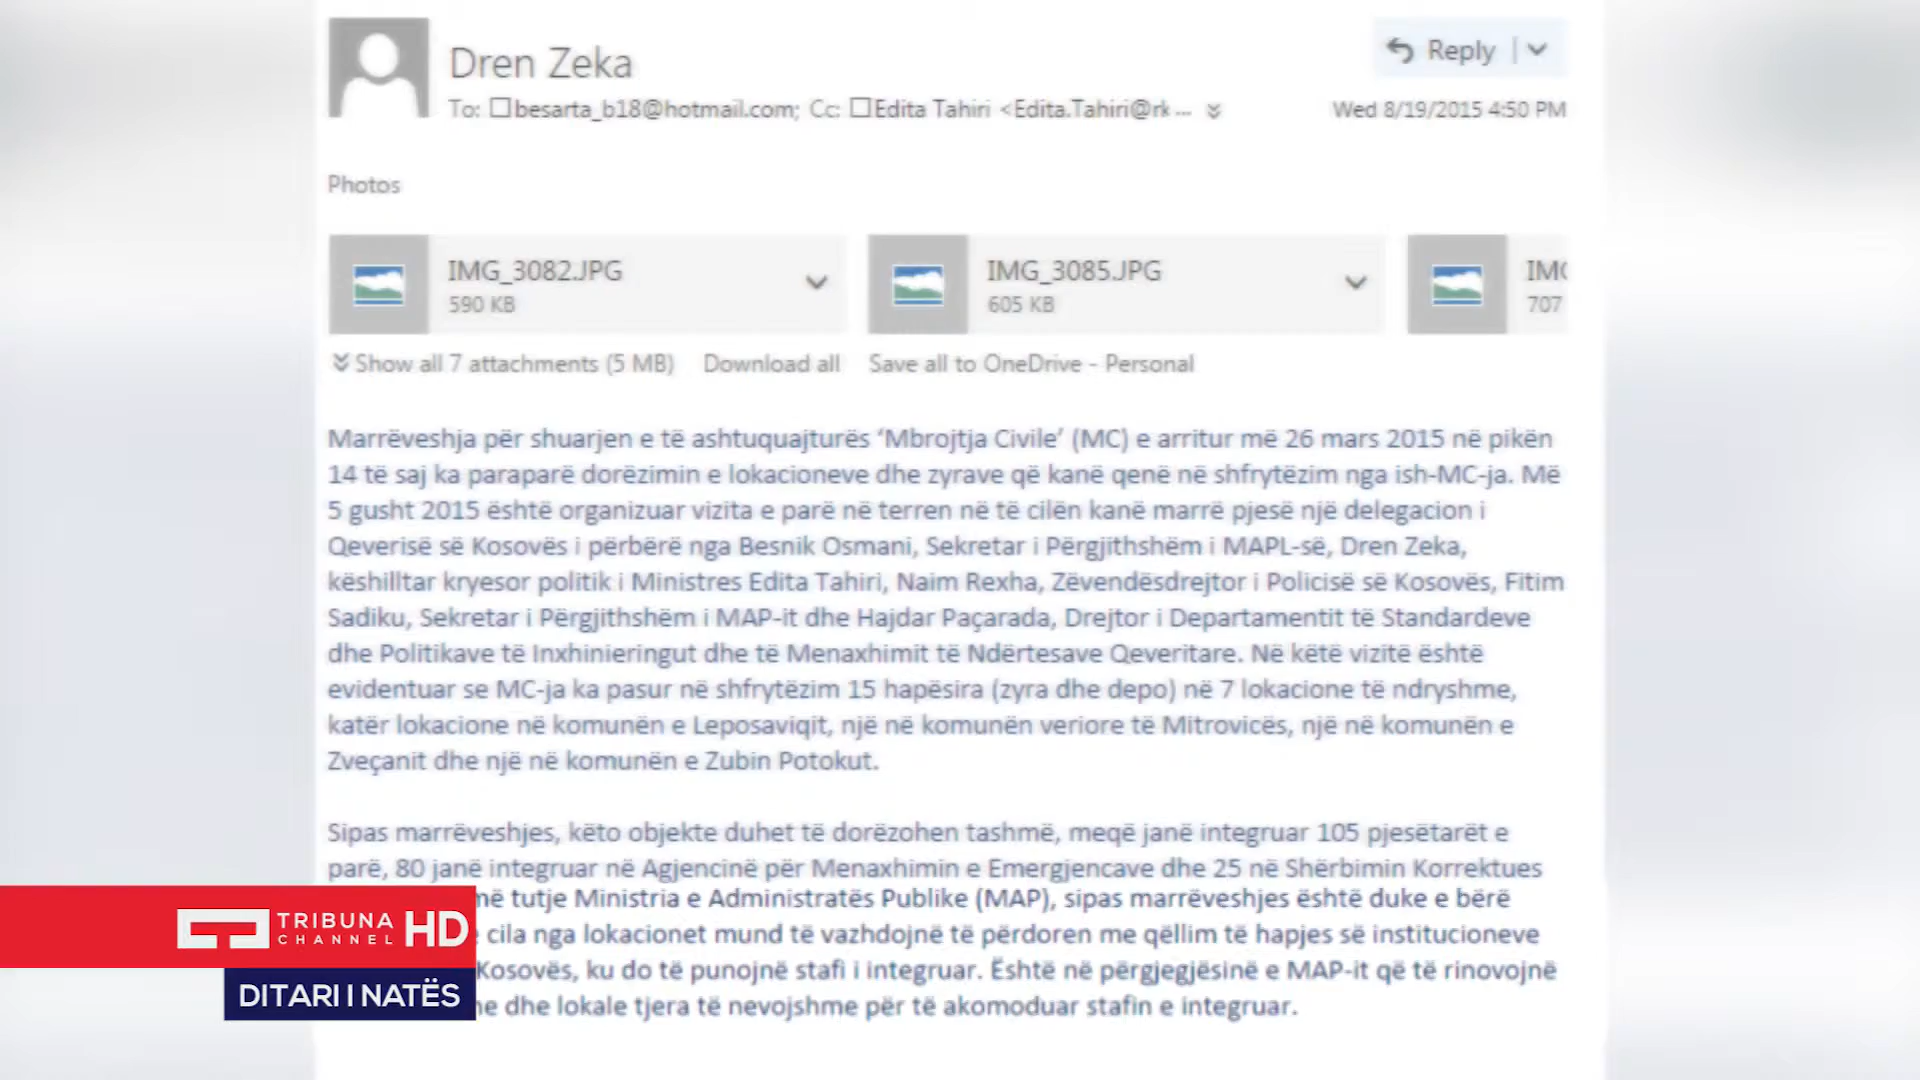 Dren Zeka
Reply
To: besarta_b18@hotmail.com; Cc: Edita Tahiri <Edita.Tahiri@rk ...
Wed 8/19/2015 4:50 PM
Photos
IMG_3082.JPG
590 KB
IMG_3085.JPG
605 KB
IMG
707
Show all 7 attachments (5 MB) Download all Save all to OneDrive - Personal
Marrëveshja për shuarjen e të ashtuquajturës ‘Mbrojtja Civile’ (MC) e arritur më 26 mars 2015 në pikën
14 të saj ka paraparë dorëzimin e lokacioneve dhe zyrave që kanë qenë në shfrytëzim nga ish-MC-ja. Më
5 gusht 2015 është organizuar vizita e parë në terren në të cilën kanë marrë pjesë një delegacion i
Qeverisë së Kosovës i përbërë nga Besnik Osmani, Sekretar i Përgjithshëm i MAPL-së, Dren Zeka,
këshilltar kryesor politik i Ministres Edita Tahiri, Naim Rexha, Zëvendësdrejtor i Policisë së Kosovës, Fitim
Sadiku, Sekretar i Përgjithshëm i MAP-it dhe Hajdar Paçarada, Drejtor i Departamentit të Standardeve
dhe Politikave të Inxhinieringut dhe të Menaxhimit të Ndërtesave Qeveritare. Në këtë vizitë është
evidentuar se MC-ja ka pasur në shfrytëzim 15 hapësira (zyra dhe depo) në 7 lokacione të ndryshme,
katër lokacione në komunën e Leposaviqit, një në komunën veriore të Mitrovicës, një në komunën e
Zveçanit dhe një në komunën e Zubin Potokut.
Sipas marrëveshjes, këto objekte duhet të dorëzohen tashmë, meqë janë integruar 105 pjesëtarët e
parë, 80 janë integruar në Agjencinë për Menaxhimin e Emergjencave dhe 25 në Shërbimin Korrektues
më tutje Ministria e Administratës Publike (MAP), sipas marrëveshjes është duke e bërë
cila nga lokacionet mund të vazhdojnë të përdoren me qëllim të hapjes së institucioneve
Kosovës, ku do të punojnë stafi i integruar. Është në përgjegjësinë e MAP-it që të rinovojnë
dhe lokale tjera të nevojshme për të akomoduar stafin e integruar.
TRIBUNA
CHANNEL
HD
DITARI I NATËS